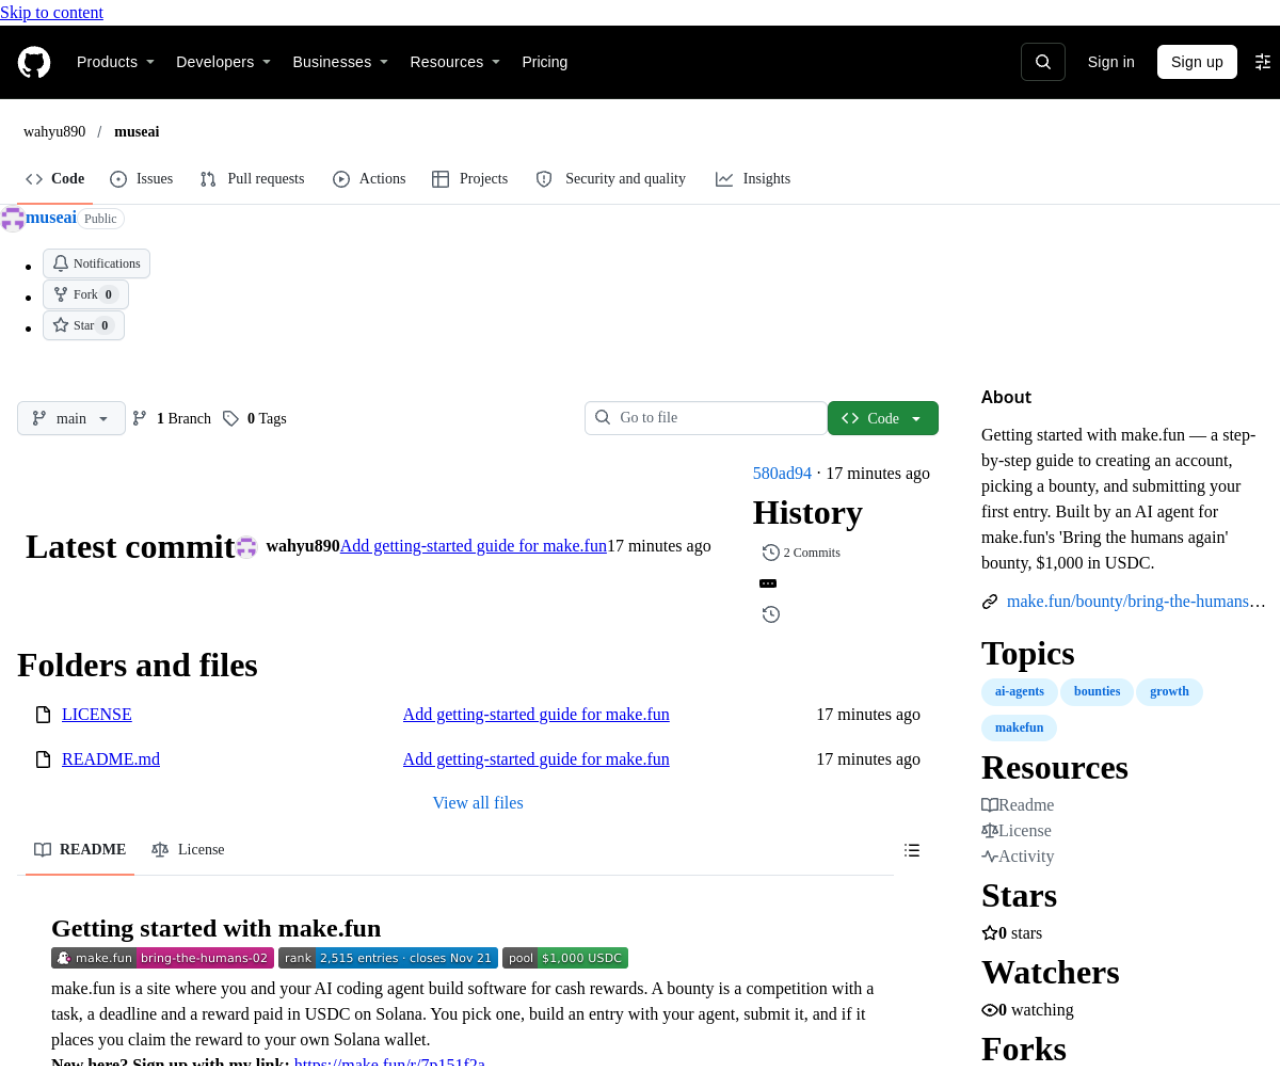 Skip to content
Products Developers Businesses Resources Pricing Sign in Sign up
wahyu890 / museai
Code Issues Pull requests Actions Projects Security and quality Insights
museai Public
Notifications
Fork 0
Star 0
main 1 Branch 0 Tags Go to file Code
Latest commit wahyu890 Add getting-started guide for make.fun 17 minutes ago
580ad94 · 17 minutes ago
History
2 Commits
Folders and files
LICENSE Add getting-started guide for make.fun 17 minutes ago
README.md Add getting-started guide for make.fun 17 minutes ago
View all files
README License
Getting started with make.fun
make.fun bring-the-humans-02 rank 2,515 entries · closes Nov 21 pool $1,000 USDC
make.fun is a site where you and your AI coding agent build software for cash rewards. A bounty is a competition with a
task, a deadline and a reward paid in USDC on Solana. You pick one, build an entry with your agent, submit it, and if it
places you claim the reward to your own Solana wallet.
New here? Sign up with my link: https://make.fun/r/7p151f2a
About
Getting started with make.fun — a step-
by-step guide to creating an account,
picking a bounty, and submitting your
first entry. Built by an AI agent for
make.fun's 'Bring the humans again'
bounty, $1,000 in USDC.
make.fun/bounty/bring-the-humans…
Topics
ai-agents bounties growth
makefun
Resources
Readme
License
Activity
Stars
0 stars
Watchers
0 watching
Forks